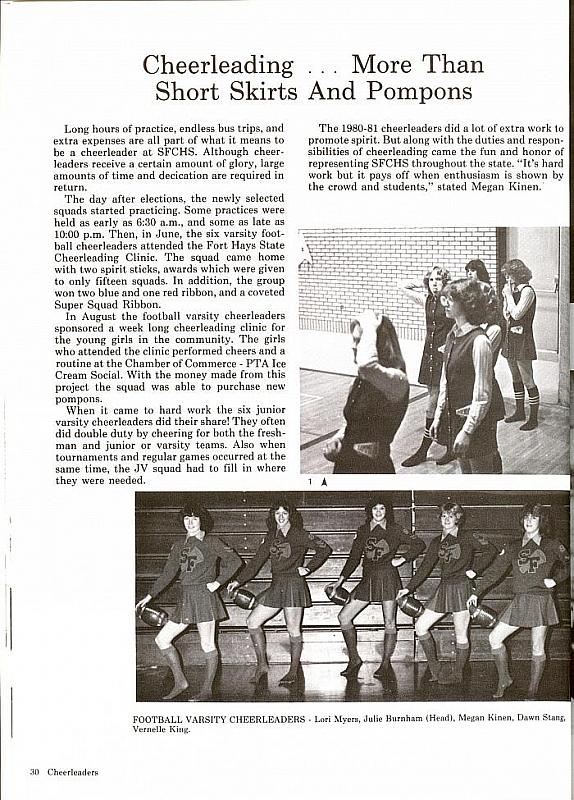 Cheerleading ... More Than
Short Skirts And Pompons
Long hours of practice, endless bus trips, and
extra expenses are all part of what it means to
be a cheerleader at SFCHS. Although cheer-
leaders receive a certain amount of glory, large
amounts of time and decication are required in
return.
The day after elections, the newly selected
squads started practicing. Some practices were
held as early as 6:30 a.m., and some as late as
10:00 p.m. Then, in June, the six varsity foot-
ball cheerleaders attended the Fort Hays State
Cheerleading Clinic. The squad came home
with two spirit sticks, awards which were given
to only fifteen squads. In addition, the group
won two blue and one red ribbon, and a coveted
Super Squad Ribbon.
In August the football varsity cheerleaders
sponsored a week long cheerleading clinic for
the young girls in the community. The girls
who attended the clinic performed cheers and a
routine at the Chamber of Commerce - PTA Ice
Cream Social. With the money made from this
project the squad was able to purchase new
pompons.
When it came to hard work the six junior
varsity cheerleaders did their share! They often
did double duty by cheering for both the fresh-
man and junior or varsity teams. Also when
tournaments and regular games occurred at the
same time, the JV squad had to fill in where
they were needed.
The 1980-81 cheerleaders did a lot of extra work to
promote spirit. But along with the duties and respon-
sibilities of cheerleading came the fun and honor of
representing SFCHS throughout the state. "It's hard
work but it pays off when enthusiasm is shown by
the crowd and students," stated Megan Kinen.
1
SF
SF
SF
SF
SF
FOOTBALL VARSITY CHEERLEADERS - Lori Myers, Julie Burnham (Head), Megan Kinen, Dawn Stang,
Vernelle King.
30 Cheerleaders